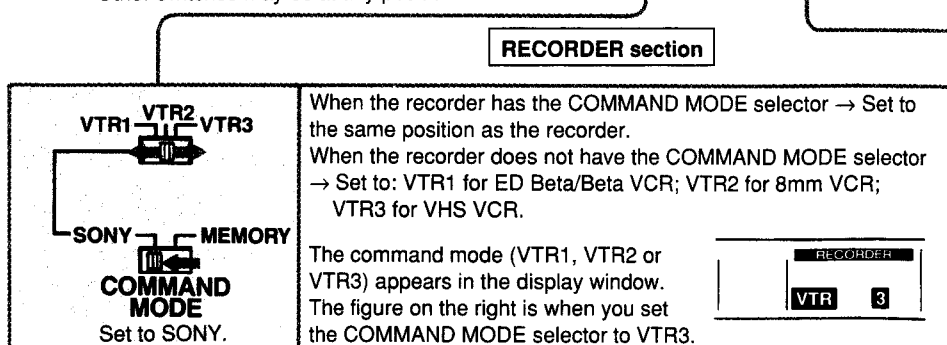 RECORDER section
VTR1 VTR2 VTR3
SONY MEMORY
COMMAND
MODE
Set to SONY.
When the recorder has the COMMAND MODE selector → Set to
the same position as the recorder.
When the recorder does not have the COMMAND MODE selector
→ Set to: VTR1 for ED Beta/Beta VCR; VTR2 for 8mm VCR;
VTR3 for VHS VCR.
The command mode (VTR1, VTR2 or
VTR3) appears in the display window.
The figure on the right is when you set
the COMMAND MODE selector to VTR3.
RECORDER
VTR 3